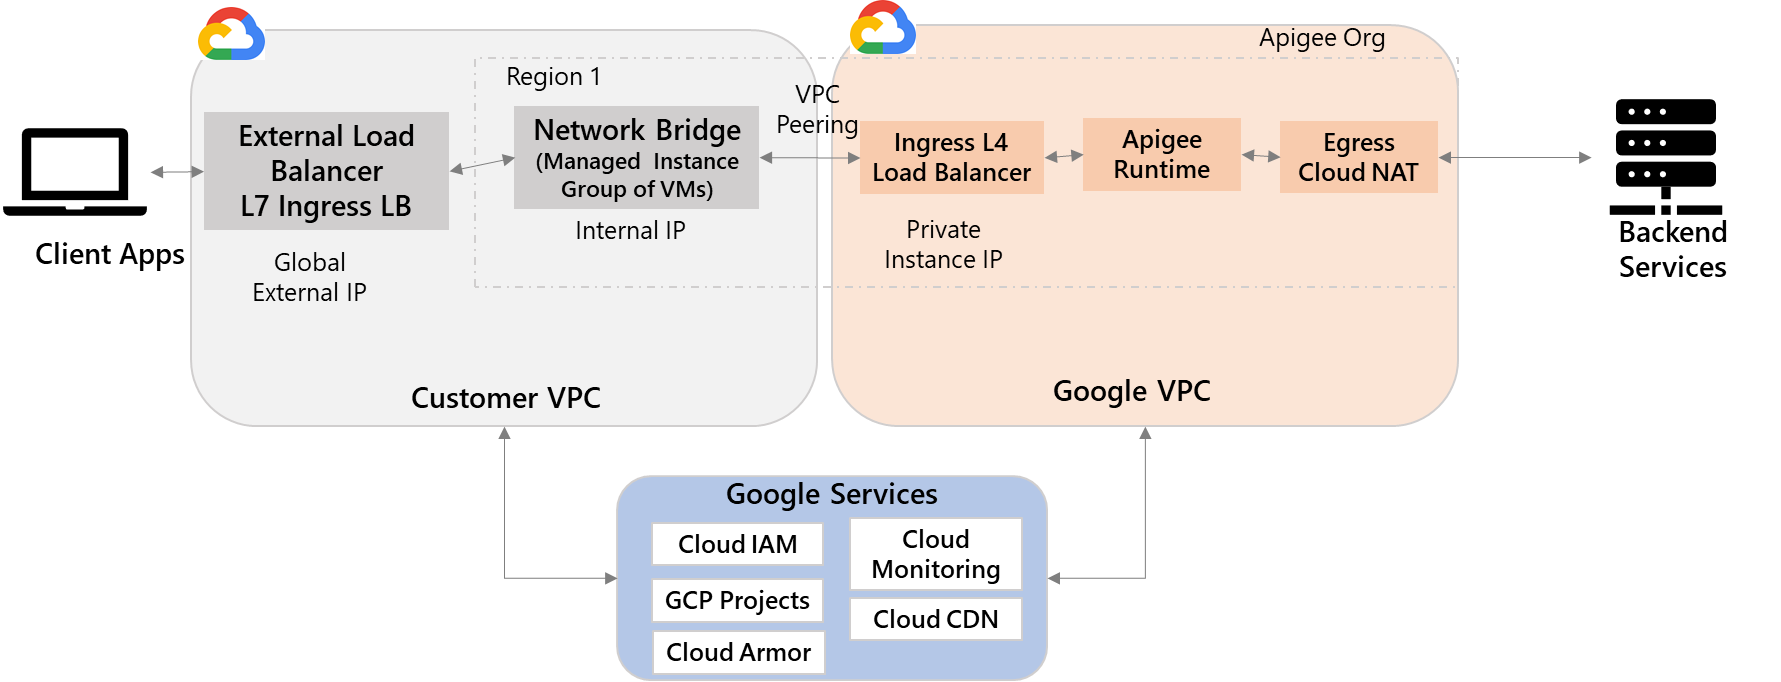 Apigee Org
Region 1
VPC
Peering
External Load
Balancer
L7 Ingress LB
Network Bridge
(Managed Instance
Group of VMs)
Ingress L4
Load Balancer
Apigee
Runtime
Egress
Cloud NAT
Internal IP
Private
Instance IP
Client Apps
Global
External IP
Backend
Services
Customer VPC
Google VPC
Google Services
Cloud IAM
Cloud
Monitoring
GCP Projects
Cloud CDN
Cloud Armor